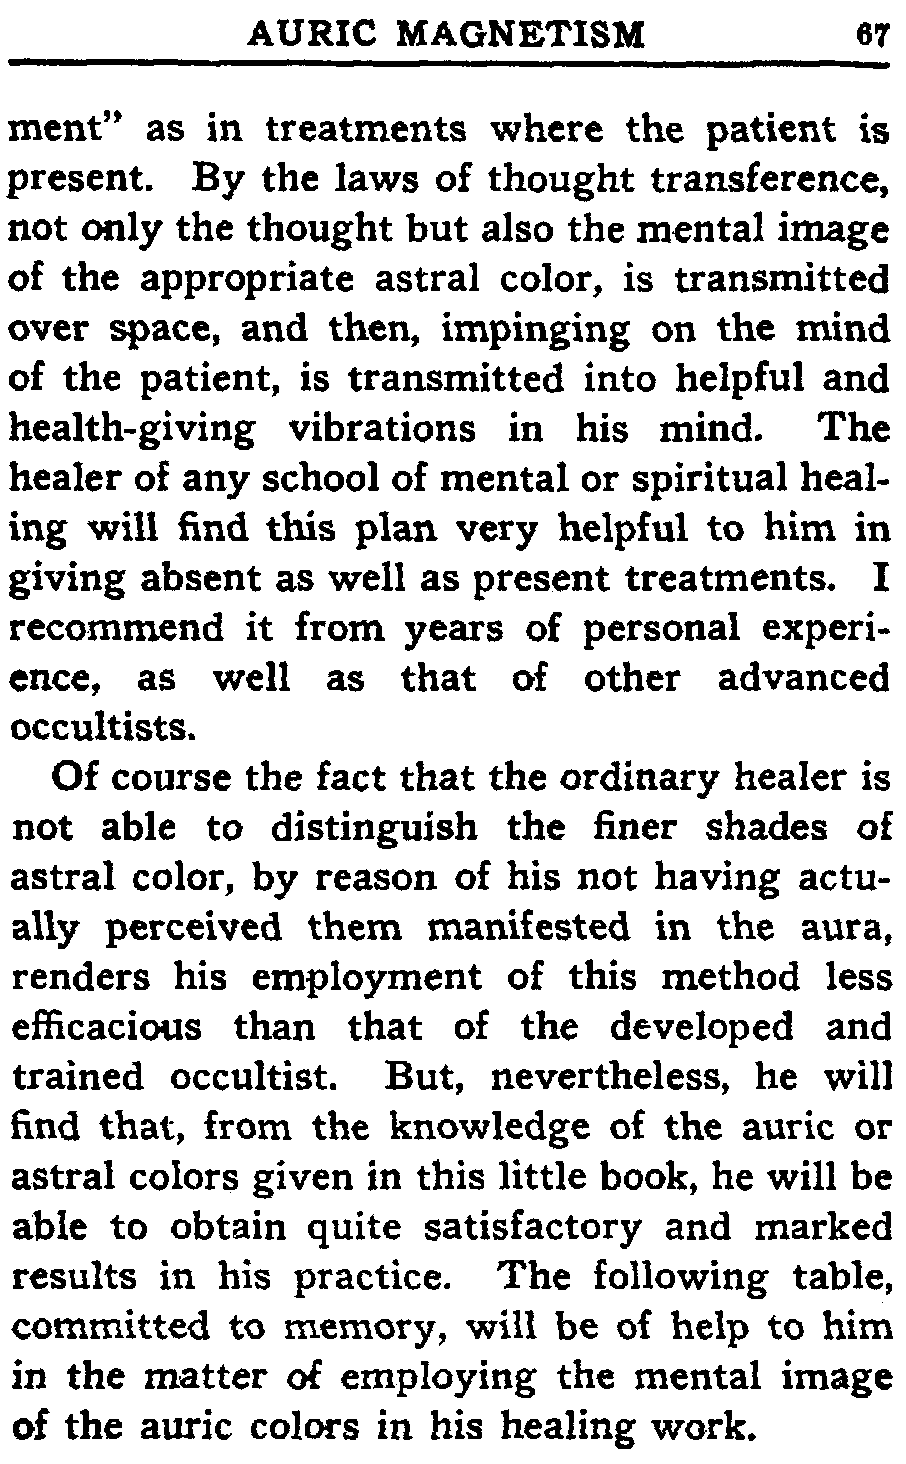 AURIC MAGNETISM 67
ment" as in treatments where the patient is
present. By the laws of thought transference,
not only the thought but also the mental image
of the appropriate astral color, is transmitted
over space, and then, impinging on the mind
of the patient, is transmitted into helpful and
health-giving vibrations in his mind. The
healer of any school of mental or spiritual heal-
ing will find this plan very helpful to him in
giving absent as well as present treatments. I
recommend it from years of personal experi-
ence, as well as that of other advanced
occultists.
Of course the fact that the ordinary healer is
not able to distinguish the finer shades of
astral color, by reason of his not having actu-
ally perceived them manifested in the aura,
renders his employment of this method less
efficacious than that of the developed and
trained occultist. But, nevertheless, he will
find that, from the knowledge of the auric or
astral colors given in this little book, he will be
able to obtain quite satisfactory and marked
results in his practice. The following table,
committed to memory, will be of help to him
in the matter of employing the mental image
of the auric colors in his healing work.